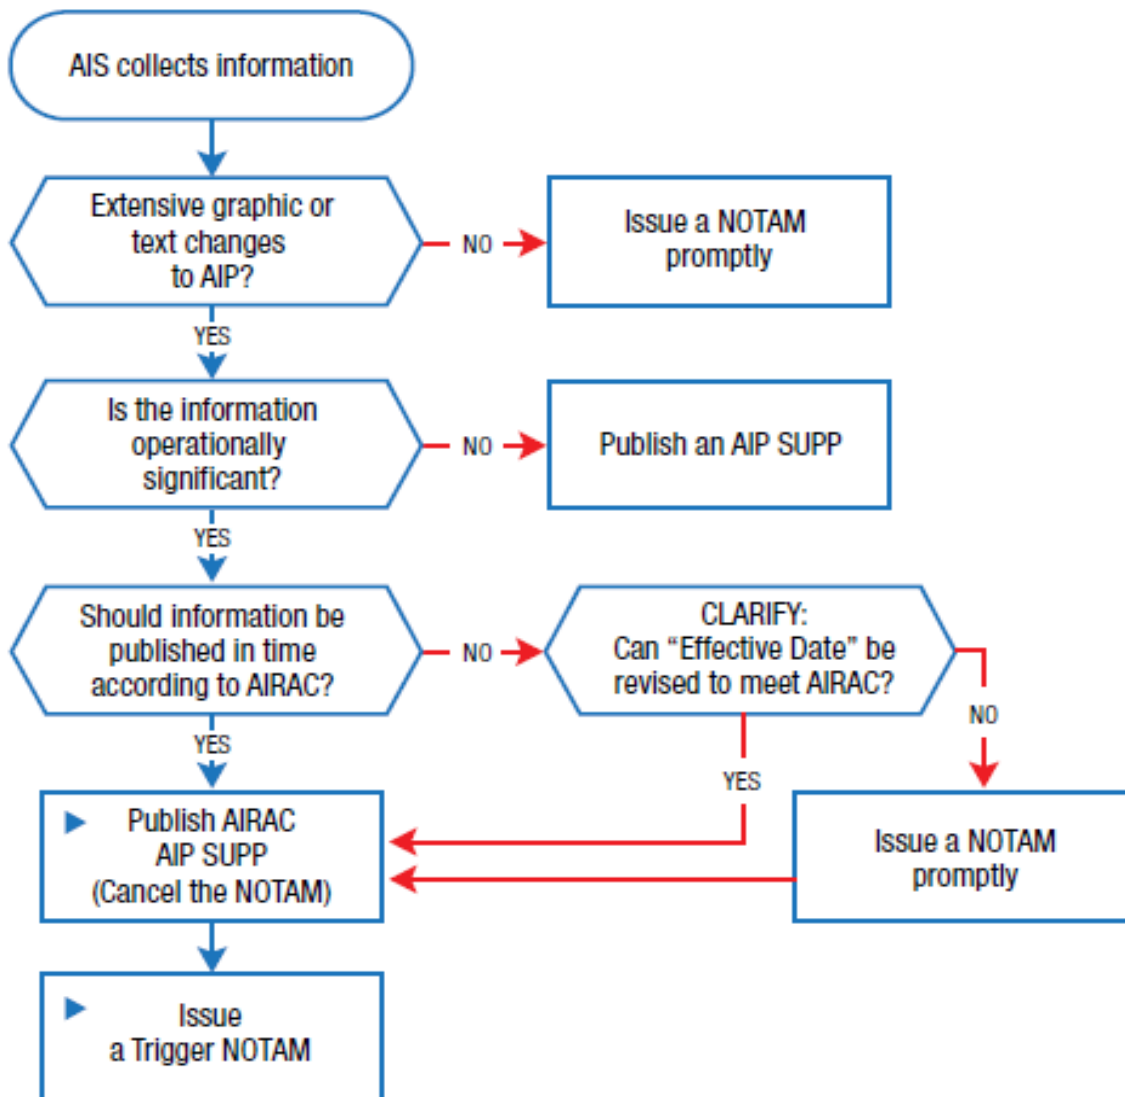 AIS collects information
Extensive graphic or
text changes
to AIP?
NO
Issue a NOTAM
promptly
YES
Is the information
operationally
significant?
NO
Publish an AIP SUPP
YES
Should information be
published in time
according to AIRAC?
NO
CLARIFY:
Can “Effective Date” be
revised to meet AIRAC?
NO
YES
YES
Publish AIRAC
AIP SUPP
(Cancel the NOTAM)
Issue a NOTAM
promptly
Issue
a Trigger NOTAM